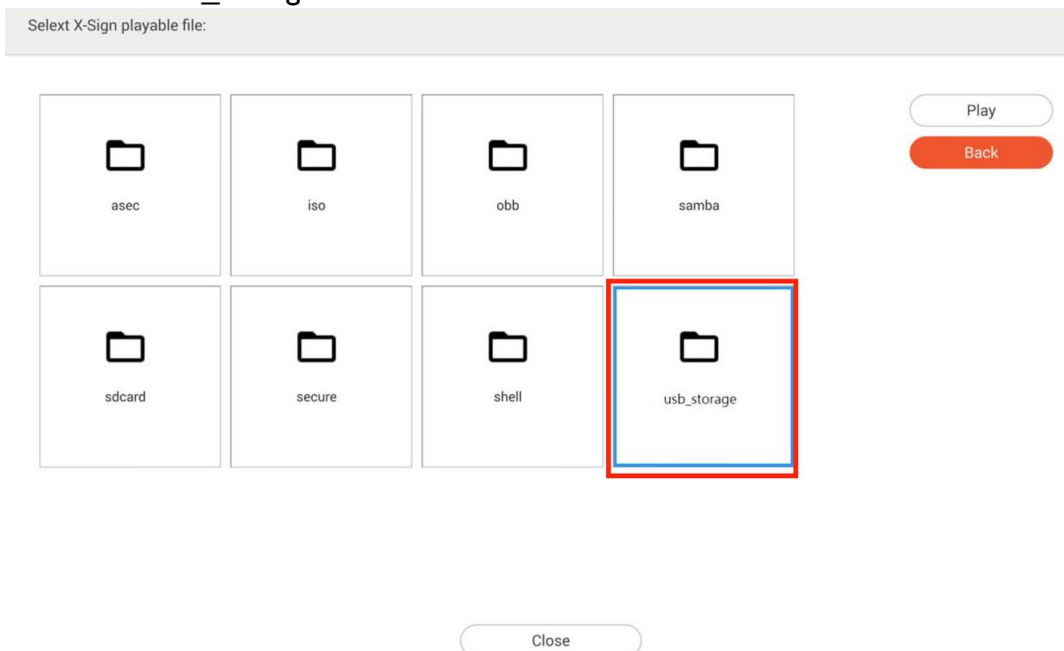 Selext X-Sign playable file:
Play
Back
asec
iso
obb
samba
sdcard
secure
shell
usb_storage
Close